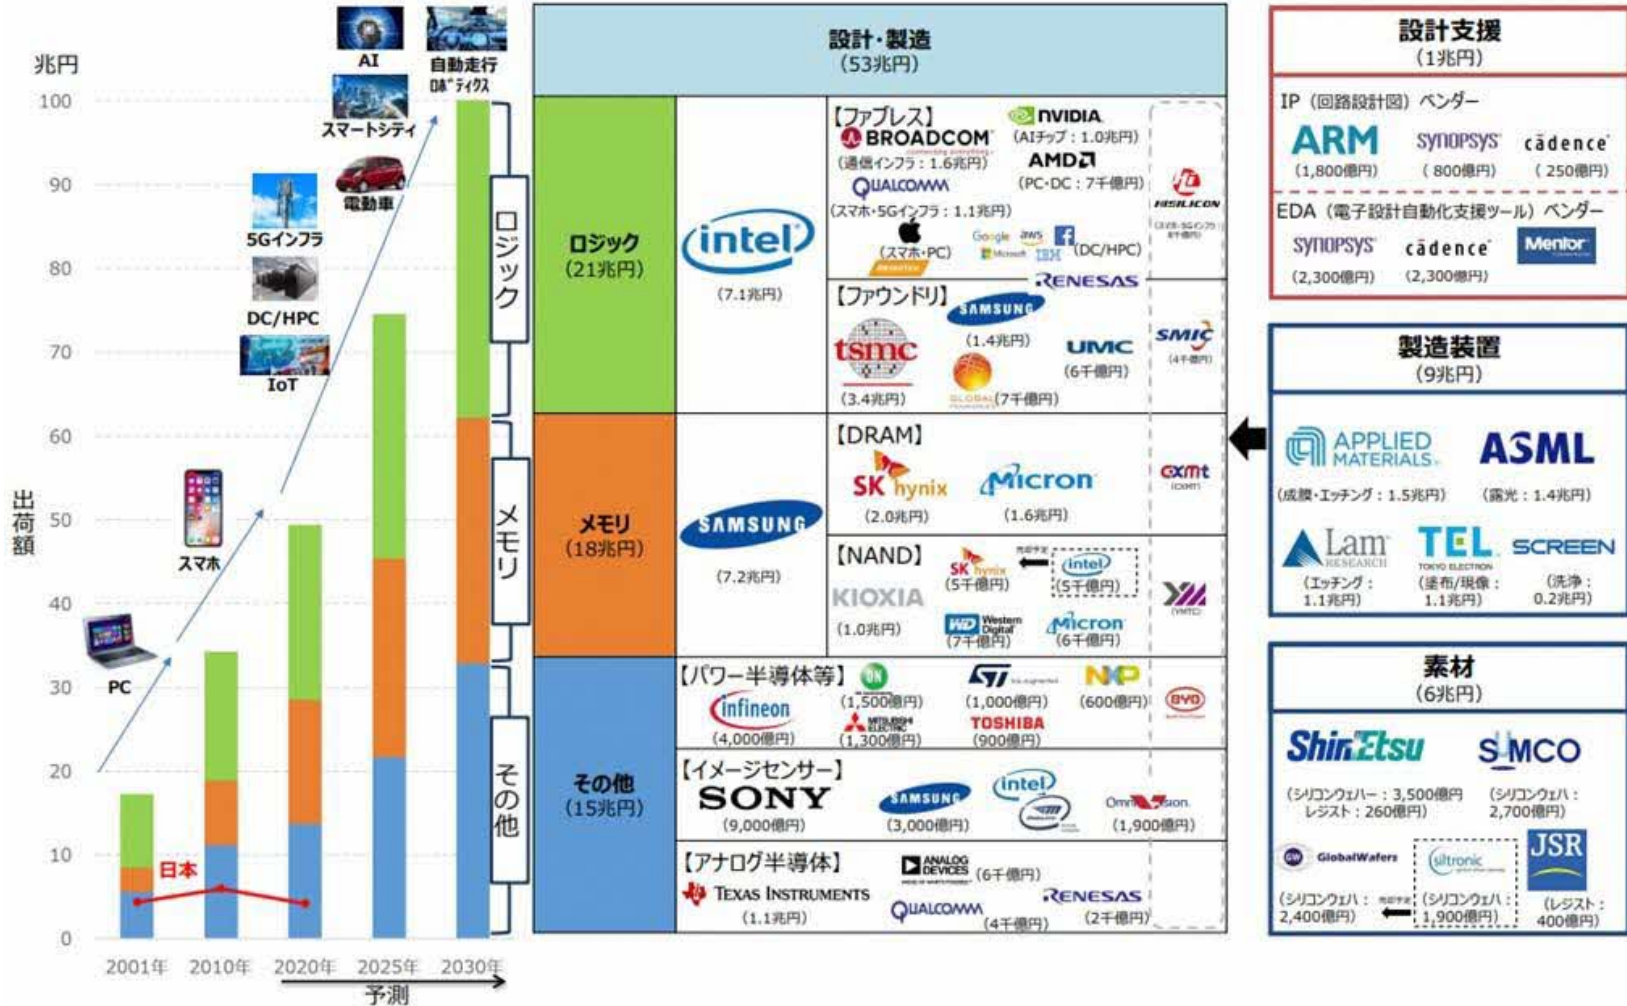 兆円
100
90
80
70
60
50
40
30
20
10
0
出荷額
2001年
2010年
2020年
2025年
2030年
予測
日本
PC
スマホ
IoT
DC/HPC
5Gインフラ
電動車
スマートシティ
AI
自動走行
ロボティクス
ロジック
メモリ
その他
設計・製造
(53兆円)
ロジック
(21兆円)
intel
(7.1兆円)
【ファブレス】
BROADCOM
(通信インフラ:1.6兆円)
NVIDIA
(AIチップ:1.0兆円)
QUALCOMM
(スマホ・5Gインフラ:1.1兆円)
AMD
(PC・DC:7千億円)
(スマホ・PC)
Google aws
Microsoft IBM
(DC/HPC)
HISILICON
RENESAS
【ファウンドリ】
tsmc
(3.4兆円)
SAMSUNG
(1.4兆円)
GLOBAL
(7千億円)
UMC
(6千億円)
SMIC
(4千億円)
メモリ
(18兆円)
SAMSUNG
(7.2兆円)
【DRAM】
SK hynix
(2.0兆円)
Micron
(1.6兆円)
cxmt
(CXMT)
【NAND】
KIOXIA
(1.0兆円)
SK hynix
(5千億円)
売却予定
intel
(5千億円)
WD Western Digital
(7千億円)
Micron
(6千億円)
(YMTC)
その他
(15兆円)
【パワー半導体等】
infineon
(4,000億円)
ON
(1,500億円)
MITSUBISHI ELECTRIC
(1,300億円)
ST
(1,000億円)
TOSHIBA
(900億円)
NXP
(600億円)
BYD
【イメージセンサー】
SONY
(9,000億円)
SAMSUNG
(3,000億円)
intel
OmniVision
(1,900億円)
【アナログ半導体】
TEXAS INSTRUMENTS
(1.1兆円)
ANALOG DEVICES
(6千億円)
QUALCOMM
(4千億円)
RENESAS
(2千億円)
設計支援
(1兆円)
IP(回路設計図)ベンダー
ARM
(1,800億円)
SYNOPSYS
( 800億円)
cādence
( 250億円)
EDA(電子設計自動化支援ツール)ベンダー
SYNOPSYS
(2,300億円)
cādence
(2,300億円)
Mentor
製造装置
(9兆円)
APPLIED MATERIALS
(成膜・エッチング:1.5兆円)
ASML
(露光:1.4兆円)
Lam RESEARCH
(エッチング:
1.1兆円)
TEL
TOKYO ELECTRON
(塗布/現像:
1.1兆円)
SCREEN
(洗浄:
0.2兆円)
素材
(6兆円)
ShinEtsu
(シリコンウェハー:3,500億円
レジスト:260億円)
SUMCO
(シリコンウェハ:
2,700億円)
GW GlobalWafers
(シリコンウェハ:
2,400億円)
売却予定
siltronic
(シリコンウェハ:
1,900億円)
JSR
(レジスト:
400億円)